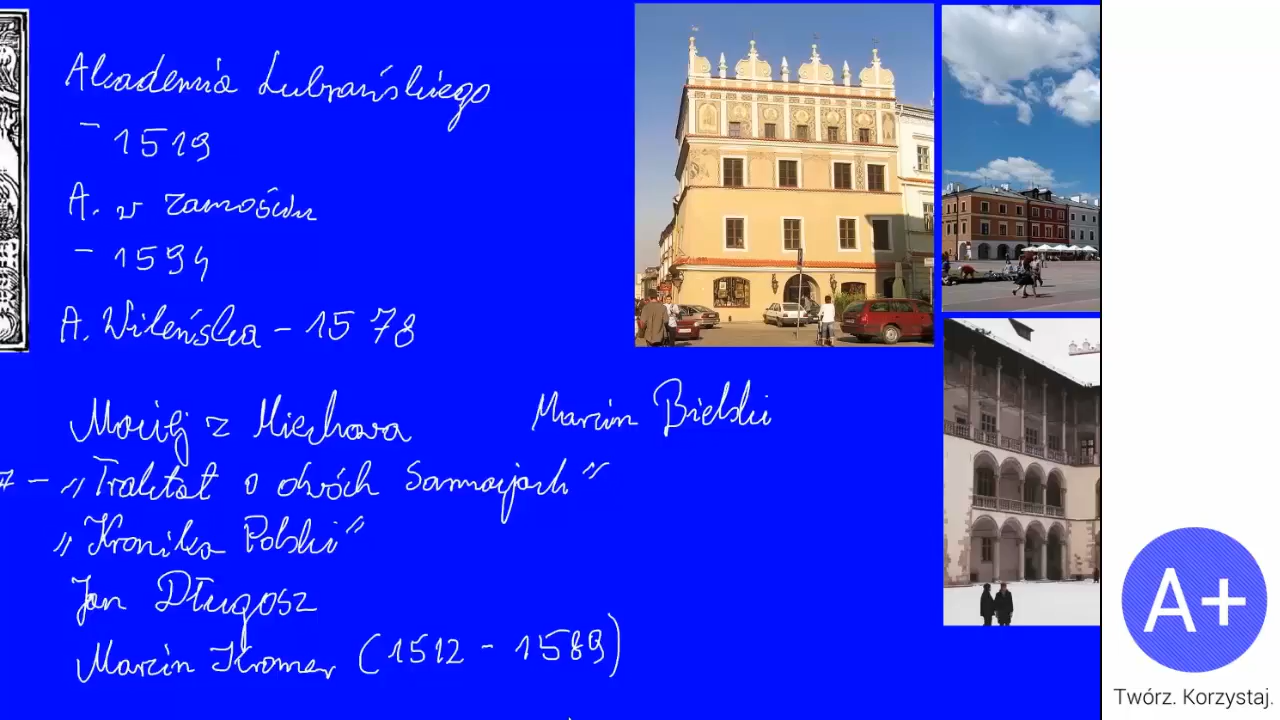 Akademia Lubrańskiego
- 1519
A. w Zamościu
- 1594
A. Wileńska - 1578
Maciej z Miechowa
Marcin Bielski
7 - „Traktat o dwóch Sarmacjach”
„Kronika Polski”
Jan Długosz
Marcin Kromer (1512 - 1589)
A+
Twórz. Korzystaj.